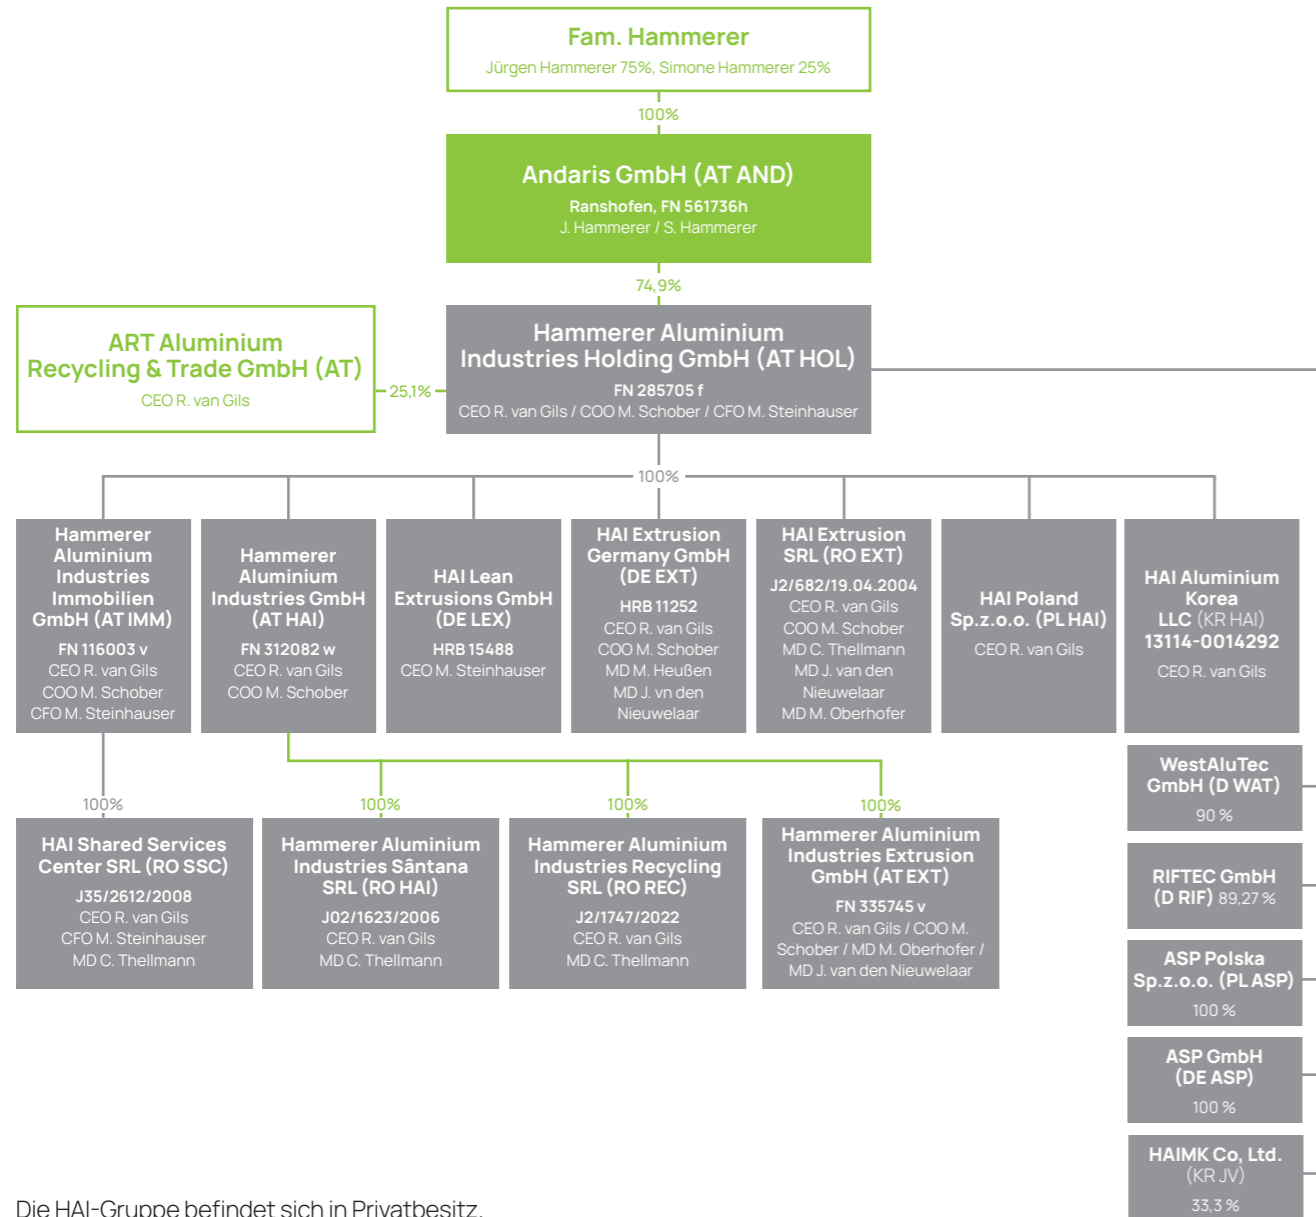 Fam. Hammerer
Jürgen Hammerer 75%, Simone Hammerer 25%
100%
Andaris GmbH (AT AND)
Ranshofen, FN 561736h
J. Hammerer / S. Hammerer
74,9%
ART Aluminium
Recycling & Trade GmbH (AT)
CEO R. van Gils
25,1%
Hammerer Aluminium
Industries Holding GmbH (AT HOL)
FN 285705 f
CEO R. van Gils / COO M. Schober / CFO M. Steinhauser
100%
Hammerer
Aluminium
Industries
Immobilien
GmbH (AT IMM)
FN 116003 v
CEO R. van Gils
COO M. Schober
CFO M. Steinhauser
Hammerer
Aluminium
Industries GmbH
(AT HAI)
FN 312082 w
CEO R. van Gils
COO M. Schober
HAI Lean
Extrusions GmbH
(DE LEX)
HRB 15488
CEO M. Steinhauser
HAI Extrusion
Germany GmbH
(DE EXT)
HRB 11252
CEO R. van Gils
COO M. Schober
MD M. Heußen
MD J. vn den
Nieuwelaar
HAI Extrusion
SRL (RO EXT)
J2/682/19.04.2004
CEO R. van Gils
COO M. Schober
MD C. Thellmann
MD J. van den
Nieuwelaar
MD M. Oberhofer
HAI Poland
Sp.z.o.o. (PL HAI)
CEO R. van Gils
HAI Aluminium
Korea
LLC (KR HAI)
13114-0014292
CEO R. van Gils
100%
HAI Shared Services
Center SRL (RO SSC)
J35/2612/2008
CEO R. van Gils
CFO M. Steinhauser
MD C. Thellmann
100%
Hammerer Aluminium
Industries Sântana
SRL (RO HAI)
J02/1623/2006
CEO R. van Gils
MD C. Thellmann
100%
Hammerer Aluminium
Industries Recycling
SRL (RO REC)
J2/1747/2022
CEO R. van Gils
MD C. Thellmann
100%
Hammerer Aluminium
Industries Extrusion
GmbH (AT EXT)
FN 335745 v
CEO R. van Gils / COO M.
Schober / MD M. Oberhofer /
MD J. van den Nieuwelaar
WestAluTec
GmbH (D WAT)
90 %
RIFTEC GmbH
(D RIF) 89,27 %
ASP Polska
Sp.z.o.o. (PL ASP)
100 %
ASP GmbH
(DE ASP)
100 %
HAIMK Co, Ltd.
(KR JV)
33,3 %
Die HAI-Gruppe befindet sich in Privatbesitz.